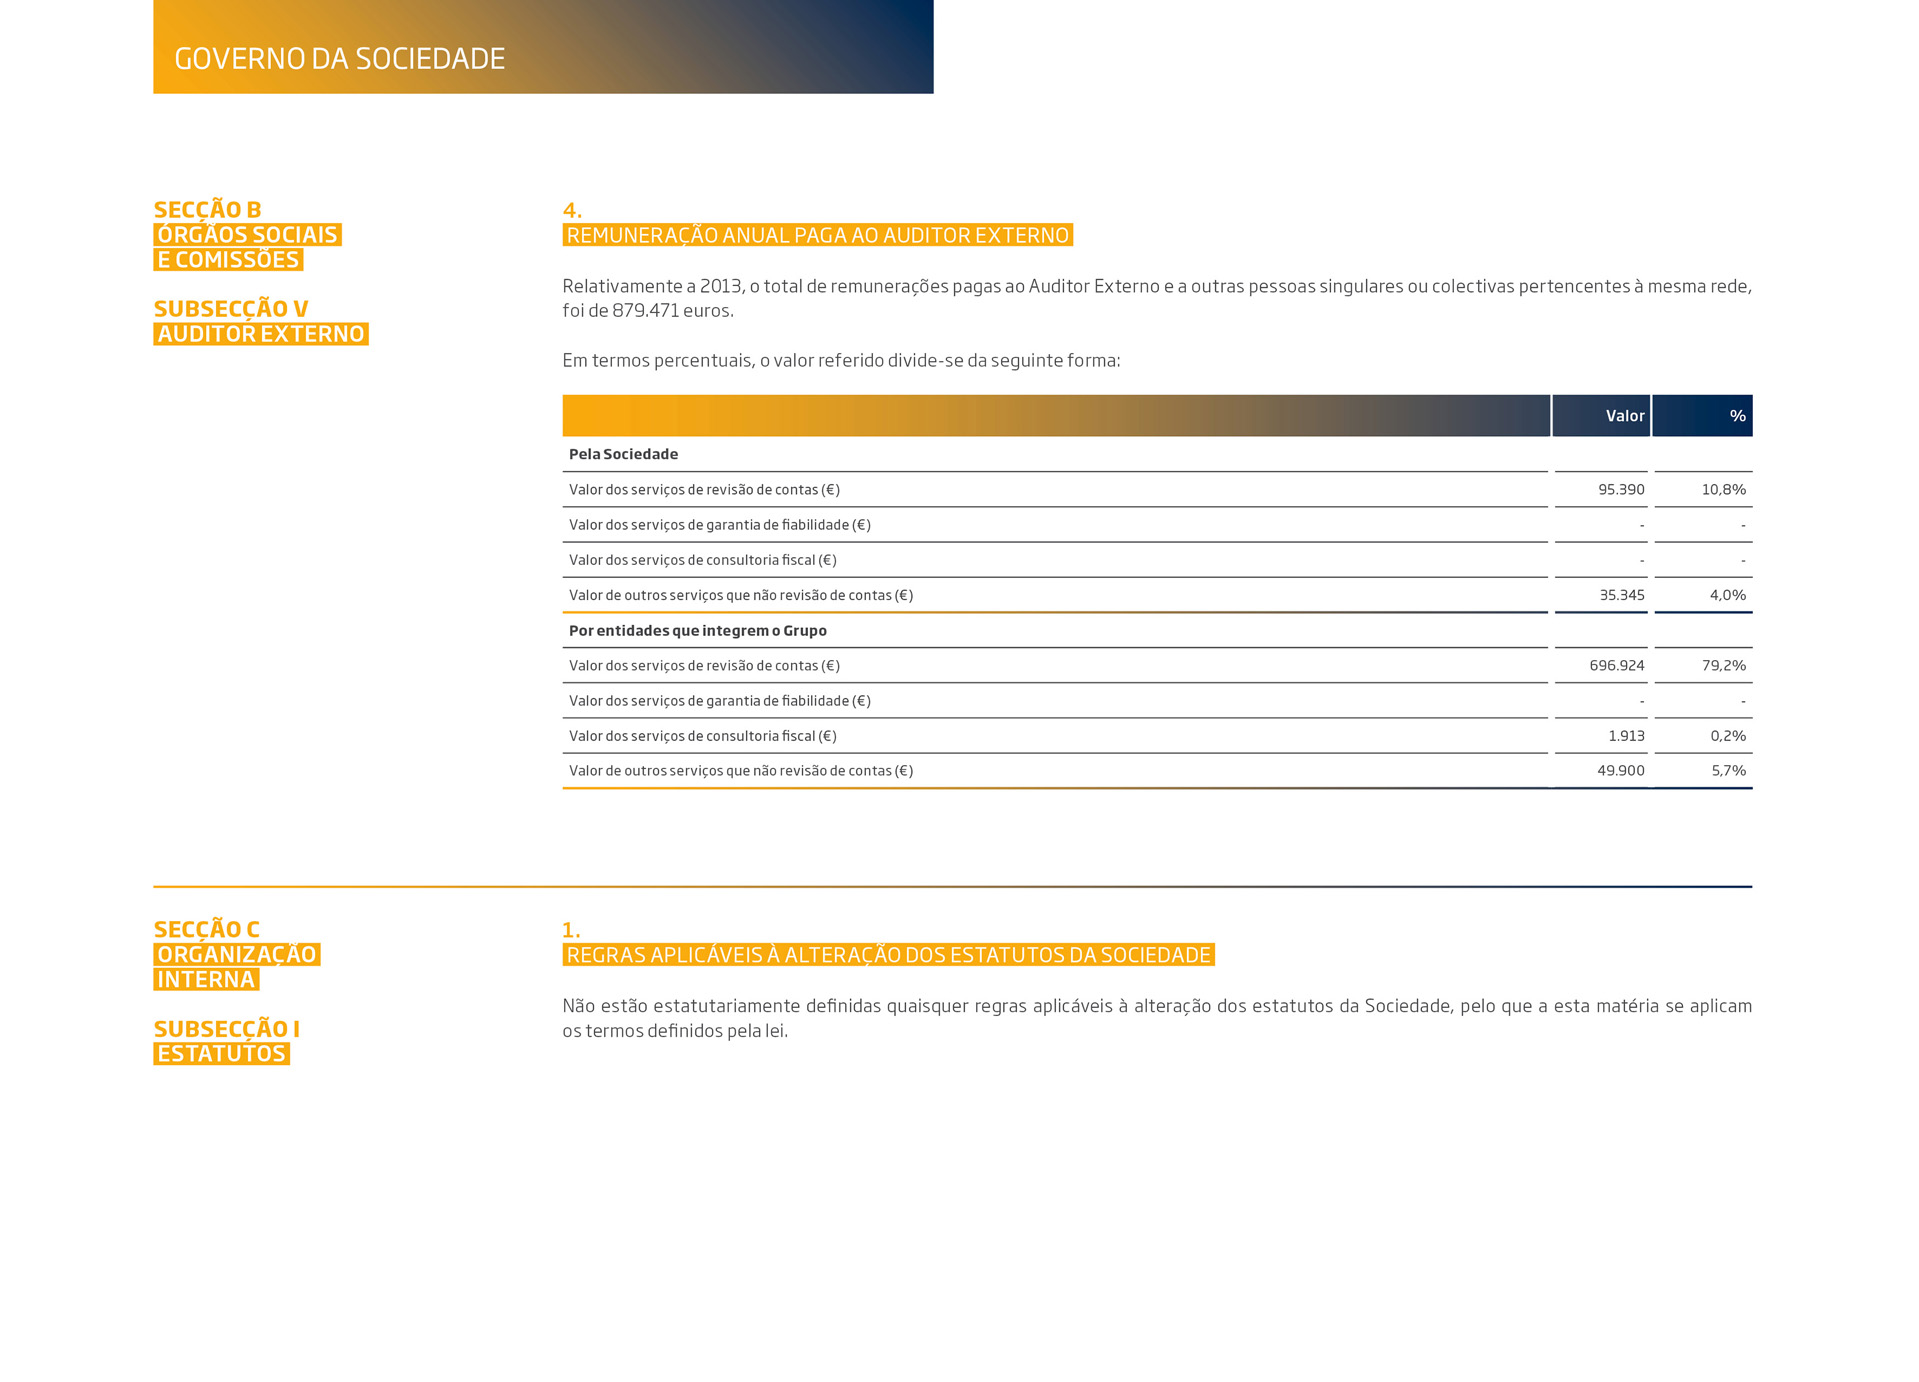 GOVERNO DA SOCIEDADE
SECÇÃO B
ÓRGÃOS SOCIAIS
E COMISSÕES
SUBSECÇÃO V
AUDITOR EXTERNO
4.
REMUNERAÇÃO ANUAL PAGA AO AUDITOR EXTERNO
Relativamente a 2013, o total de remunerações pagas ao Auditor Externo e a outras pessoas singulares ou colectivas pertencentes à mesma rede,
foi de 879.471 euros.
Em termos percentuais, o valor referido divide-se da seguinte forma:
Valor %
Pela Sociedade
Valor dos serviços de revisão de contas (€) 95.390 10,8%
Valor dos serviços de garantia de fiabilidade (€) - -
Valor dos serviços de consultoria fiscal (€) - -
Valor de outros serviços que não revisão de contas (€) 35.345 4,0%
Por entidades que integrem o Grupo
Valor dos serviços de revisão de contas (€) 696.924 79,2%
Valor dos serviços de garantia de fiabilidade (€) - -
Valor dos serviços de consultoria fiscal (€) 1.913 0,2%
Valor de outros serviços que não revisão de contas (€) 49.900 5,7%
SECÇÃO C
ORGANIZAÇÃO
INTERNA
SUBSECÇÃO I
ESTATUTOS
1.
REGRAS APLICÁVEIS À ALTERAÇÃO DOS ESTATUTOS DA SOCIEDADE
Não estão estatutariamente definidas quaisquer regras aplicáveis à alteração dos estatutos da Sociedade, pelo que a esta matéria se aplicam
os termos definidos pela lei.